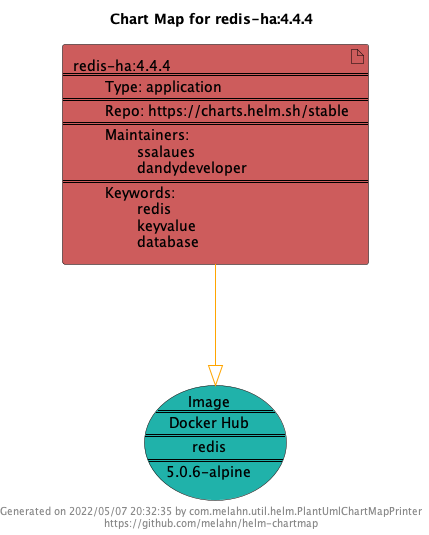 Chart Map for redis-ha:4.4.4
redis-ha:4.4.4
Type: application
Repo: https://charts.helm.sh/stable
Maintainers:
ssalaues
dandydeveloper
Keywords:
redis
keyvalue
database
Image
Docker Hub
redis
5.0.6-alpine
Generated on 2022/05/07 20:32:35 by com.melahn.util.helm.PlantUmlChartMapPrinter
https://github.com/melahn/helm-chartmap